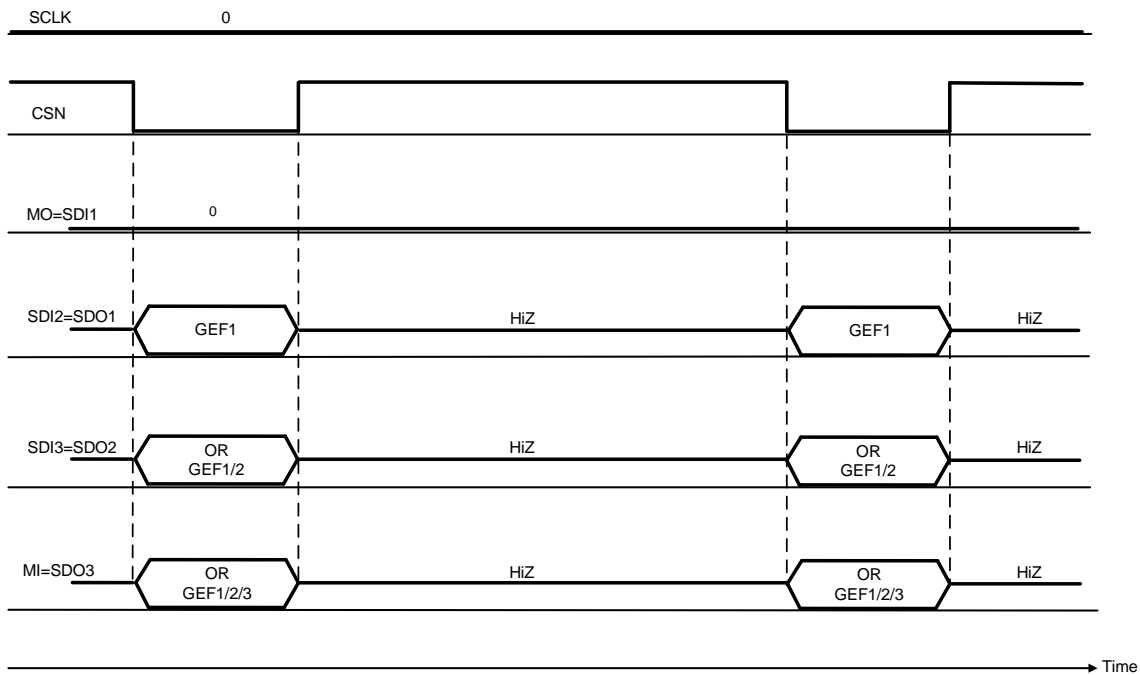 SCLK 0
CSN
MO=SDI1 0
SDI2=SDO1 GEF1 HiZ GEF1 HiZ
SDI3=SDO2 OR HiZ OR HiZ
GEF1/2 GEF1/2
MI=SDO3 OR HiZ OR HiZ
GEF1/2/3 GEF1/2/3
Time